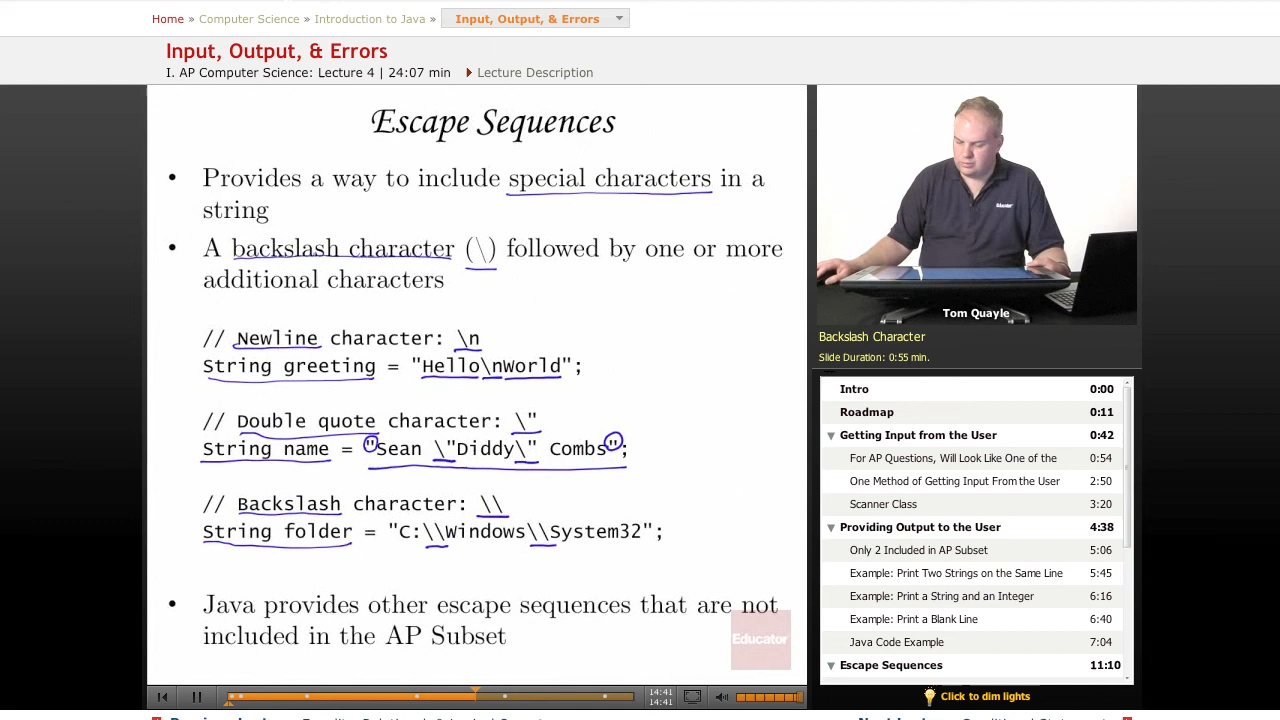 Home » Computer Science » Introduction to Java » Input, Output, & Errors
Input, Output, & Errors
I. AP Computer Science: Lecture 4 | 24:07 min Lecture Description
Escape Sequences
• Provides a way to include special characters in a
string
• A backslash character (\) followed by one or more
additional characters
// Newline character: \n
String greeting = "Hello\nWorld";
// Double quote character: \"
String name = "Sean \"Diddy\" Combs";
// Backslash character: \\
String folder = "C:\\Windows\\System32";
• Java provides other escape sequences that are not
included in the AP Subset
Educator
14:41
14:41
Tom Quayle
Backslash Character
Slide Duration: 0:55 min.
Intro 0:00
Roadmap 0:11
Getting Input from the User 0:42
For AP Questions, Will Look Like One of the 0:54
One Method of Getting Input From the User 2:50
Scanner Class 3:20
Providing Output to the User 4:38
Only 2 Included in AP Subset 5:06
Example: Print Two Strings on the Same Line 5:45
Example: Print a String and an Integer 6:16
Example: Print a Blank Line 6:40
Java Code Example 7:04
Escape Sequences 11:10
Click to dim lights